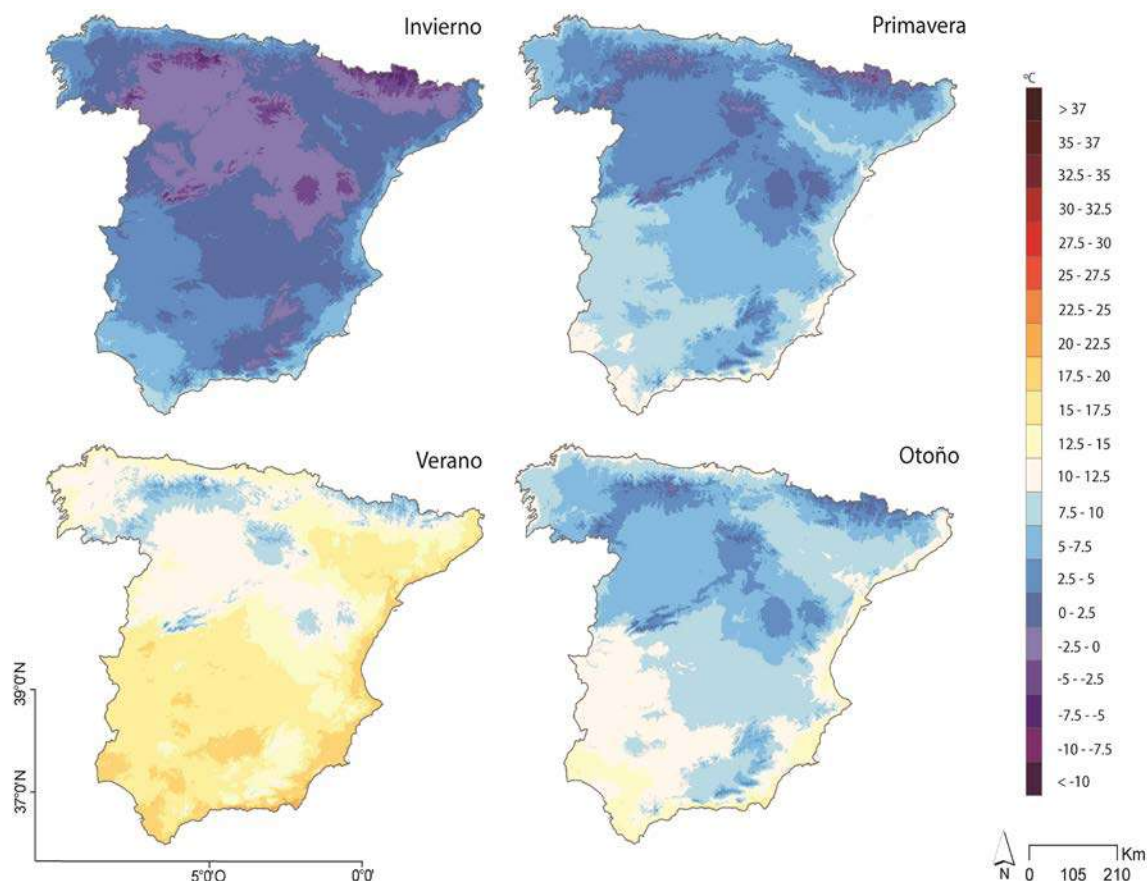 Invierno
Primavera
Verano
Otoño
ºC
> 37
35 - 37
32.5 - 35
30 - 32.5
27.5 - 30
25 - 27.5
22.5 - 25
20 - 22.5
17.5 - 20
15 - 17.5
12.5 - 15
10 - 12.5
7.5 - 10
5 -7.5
2.5 - 5
0 - 2.5
-2.5 - 0
-5 - -2.5
-7.5 - -5
-10 - -7.5
< -10
39°0'N
37°0'N
5°0'O
0°0'
N
Km
0 105 210